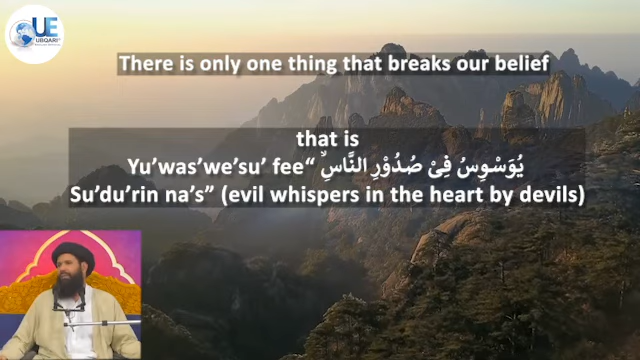 UE
UBQARI
There is only one thing that breaks our belief
that is
Yu’was’we’su’ fee“ يُوَسْوِسُ فِیْ صُدُوْرِ النَّاسِۙ
Su’du’rin na’s” (evil whispers in the heart by devils)